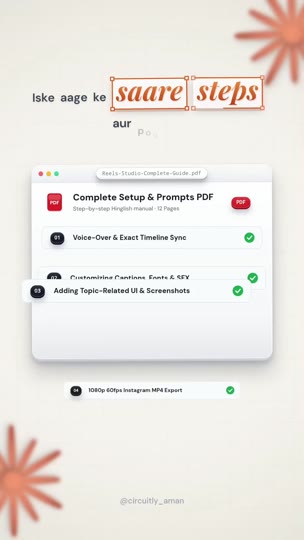 Iske aage ke saare steps
aur
Reels-Studio-Complete-Guide.pdf
PDF
Complete Setup & Prompts PDF
Step-by-step Hinglish manual · 12 Pages
PDF
01 Voice-Over & Exact Timeline Sync
02 Customizing Captions, Fonts & SFX
03 Adding Topic-Related UI & Screenshots
04 1080p 60fps Instagram MP4 Export
@circuitly_aman